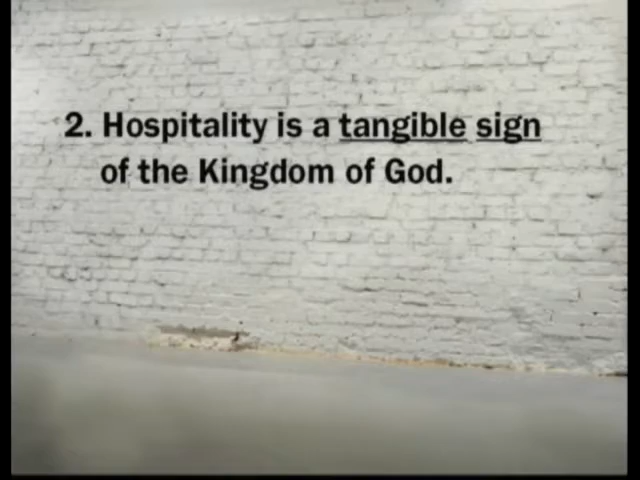 2. Hospitality is a tangible sign
of the Kingdom of God.